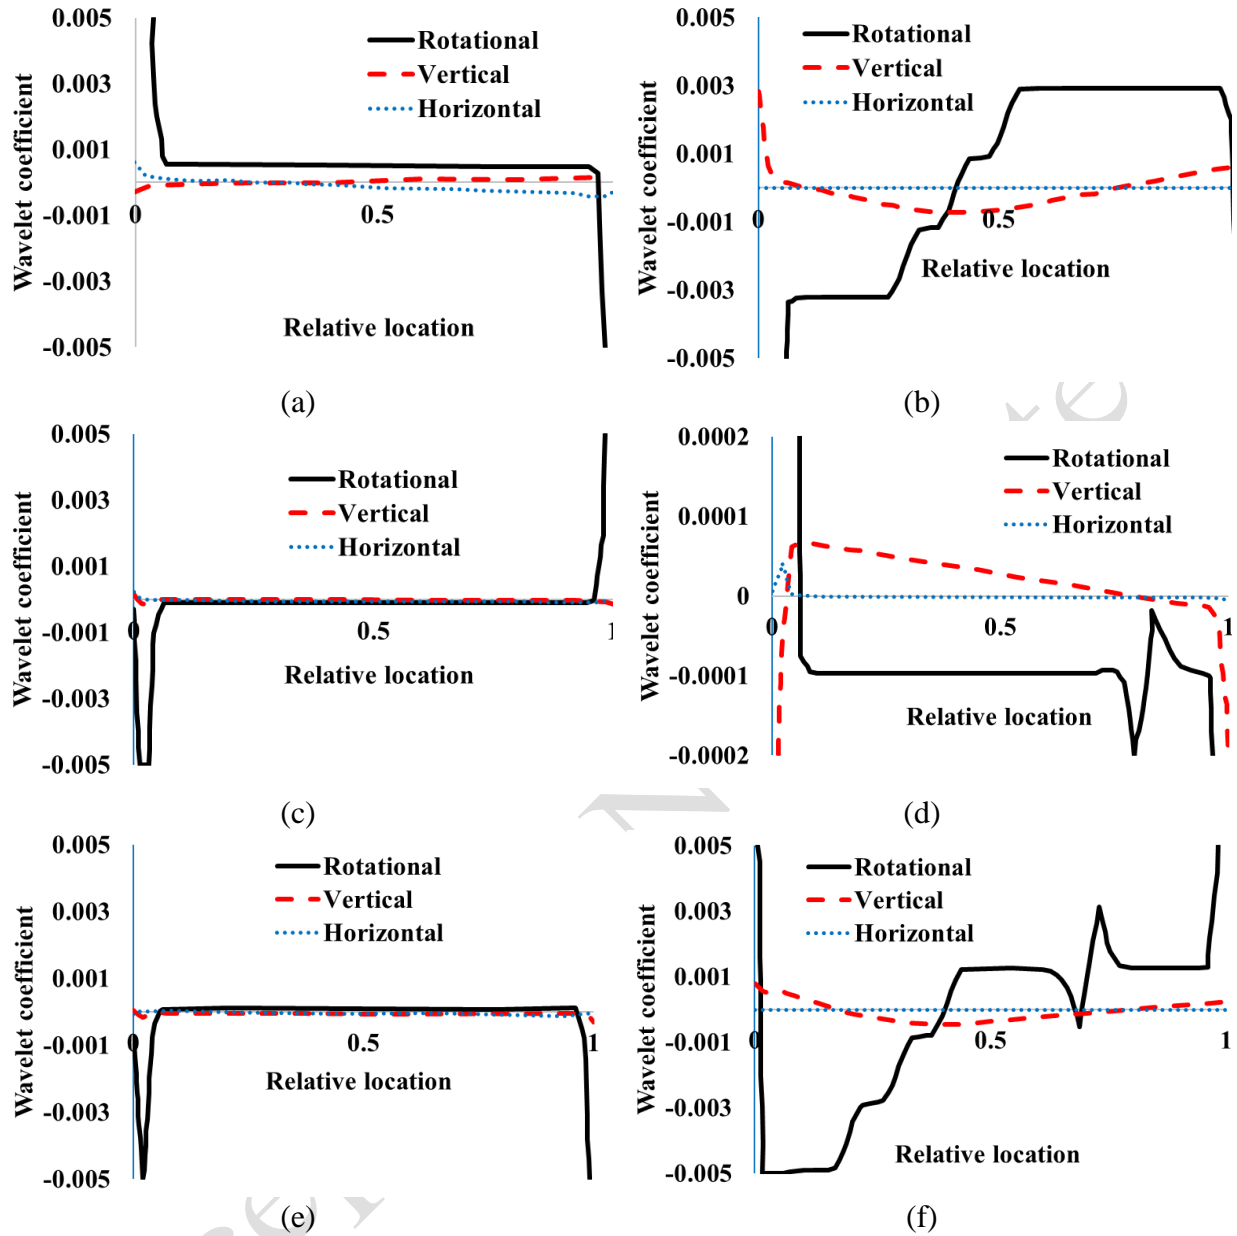 0.005
0.003
0.001
-0.001
-0.003
-0.005
Wavelet coefficient
Rotational
Vertical
Horizontal
0
0.5
Relative location
(a)
0.005
0.003
0.001
-0.001
-0.003
-0.005
Wavelet coefficient
Rotational
Vertical
Horizontal
0
0.5
Relative location
(b)
0.005
0.003
0.001
-0.001
-0.003
-0.005
Wavelet coefficient
Rotational
Vertical
Horizontal
0
0.5
1
Relative location
(c)
0.0002
0.0001
0
-0.0001
-0.0002
Wavelet coefficient
Rotational
Vertical
Horizontal
0
0.5
1
Relative location
(d)
0.005
0.003
0.001
-0.001
-0.003
-0.005
Wavelet coefficient
Rotational
Vertical
Horizontal
0
0.5
1
Relative location
(e)
0.005
0.003
0.001
-0.001
-0.003
-0.005
Wavelet coefficient
Rotational
Vertical
Horizontal
0
0.5
1
Relative location
(f)